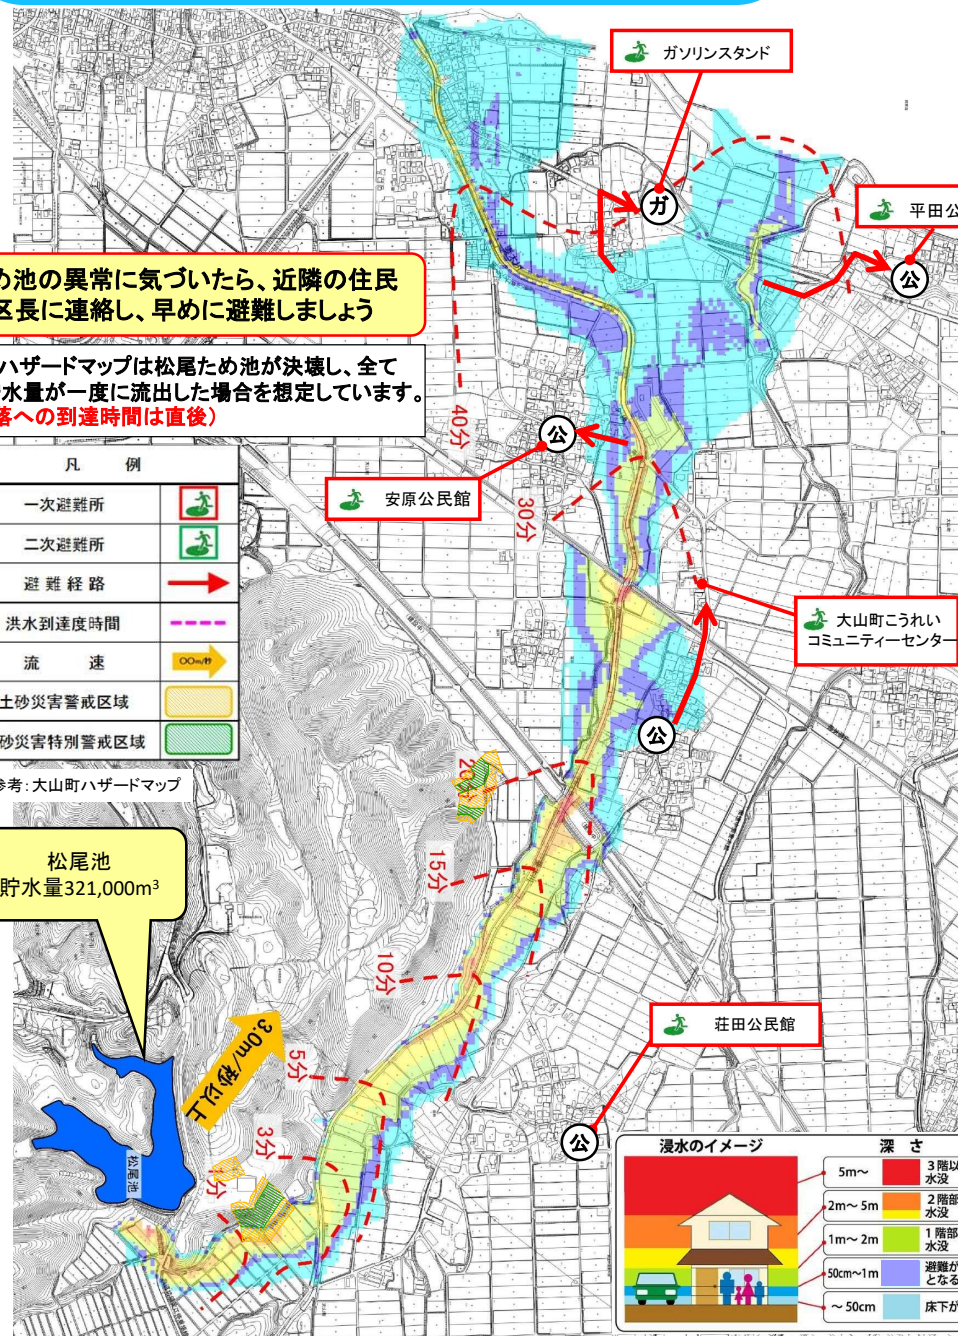 ガソリンスタンド
平田公
め池の異常に気づいたら、近隣の住民
区長に連絡し、早めに避難しましょう
ハザードマップは松尾ため池が決壊し、全て
水量が一度に流出した場合を想定しています。
落への到達時間は直後）
凡 例
一次避難所
二次避難所
避難経路
洪水到達度時間
流 速
〇〇m/秒
土砂災害警戒区域
砂災害特別警戒区域
参考：大山町ハザードマップ
ガ
公
公
40分
安原公民館
30分
大山町こうれい
コミュニティーセンター
公
15分
10分
松尾池
貯水量321,000m³
3.0m/秒以上
5分
3分
松尾池
荘田公民館
公
浸水のイメージ
深 さ
5m～
3階以
水没
2m～5m
2階部
水没
1m～2m
1階部
水没
50cm～1m
避難が
となる
～50cm
床下が